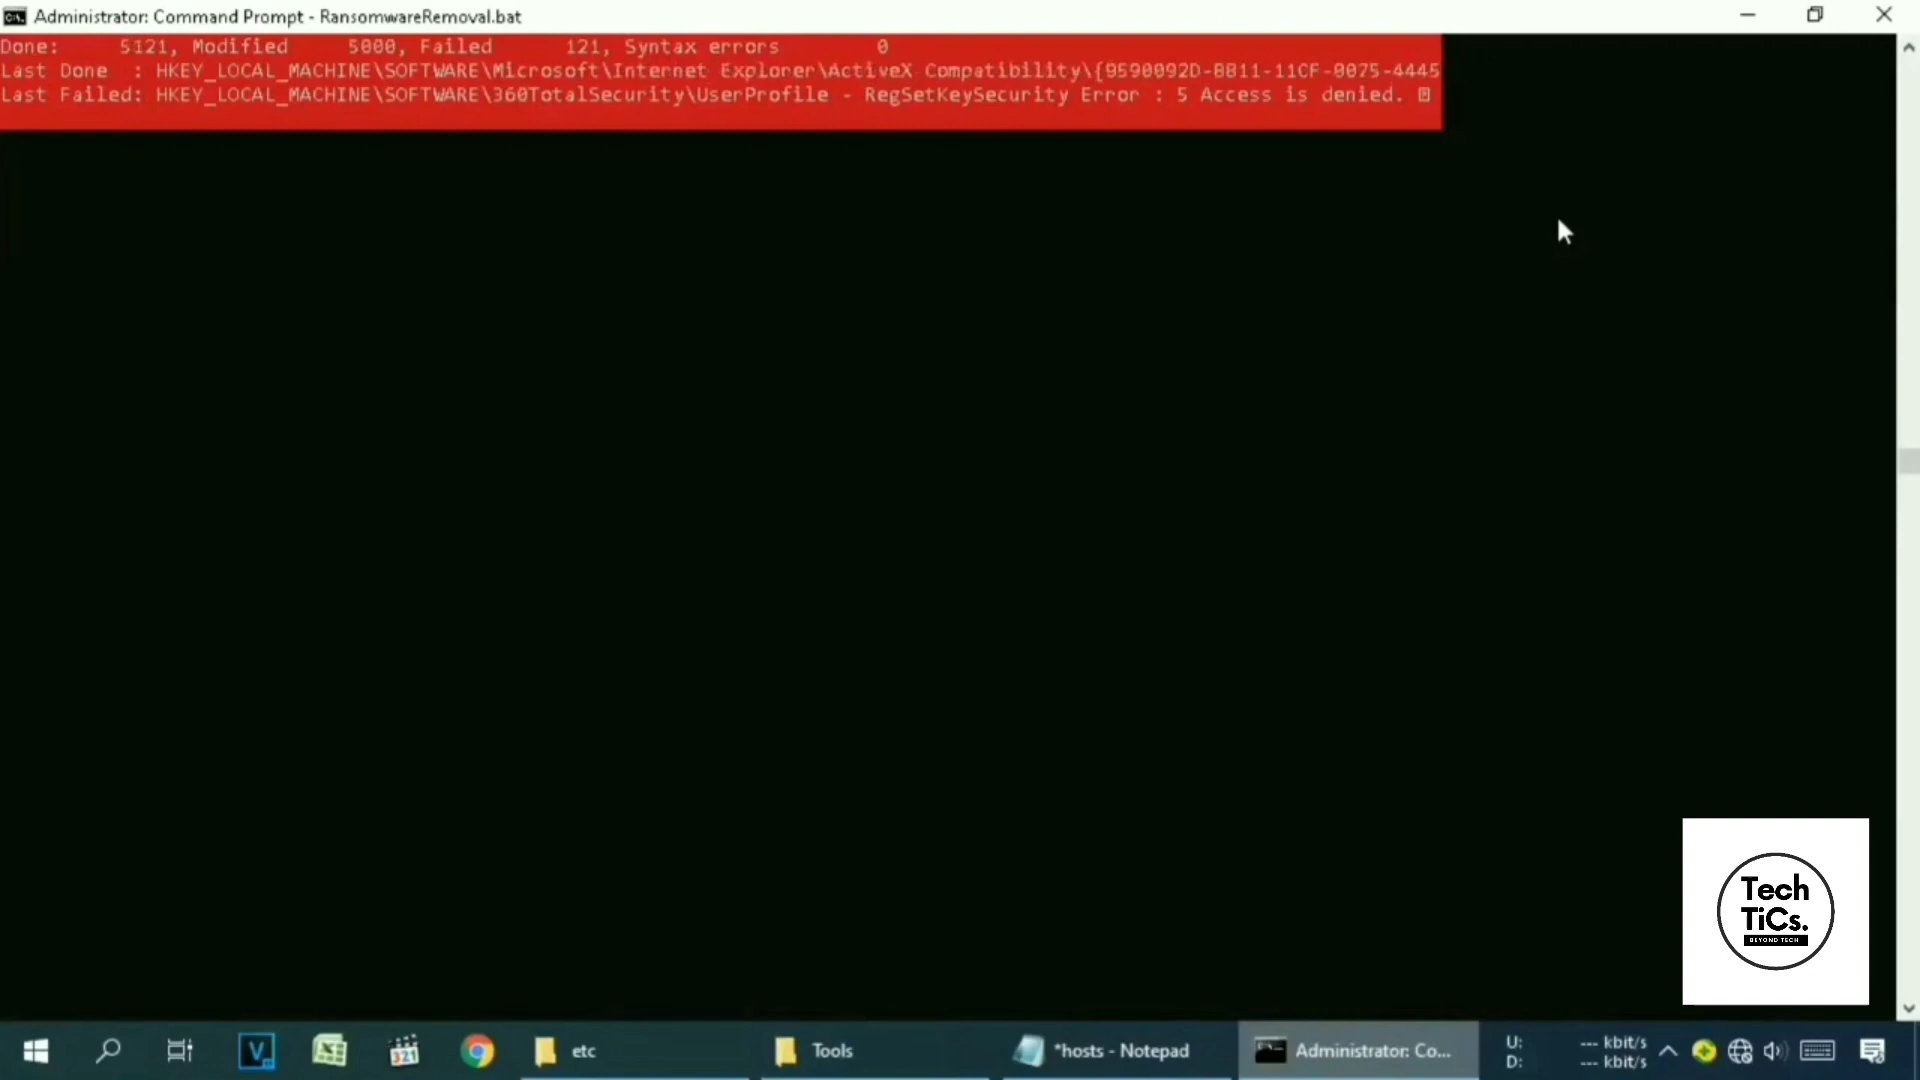 Administrator: Command Prompt - RansomwareRemoval.bat
Done: 5121, Modified 5000, Failed 121, Syntax errors 0
Last Done : HKEY_LOCAL_MACHINE\SOFTWARE\Microsoft\Internet Explorer\ActiveX Compatibility\{9590092D-8811-11CF-8075-4445
Last Failed: HKEY_LOCAL_MACHINE\SOFTWARE\360TotalSecurity\UserProfile - RegSetKeySecurity Error : 5 Access is denied.
Tech
TiCs.
BEYOND TECH
V
321
etc
Tools
*hosts - Notepad
Administrator: Co...
U: --- kbit/s
D: --- kbit/s